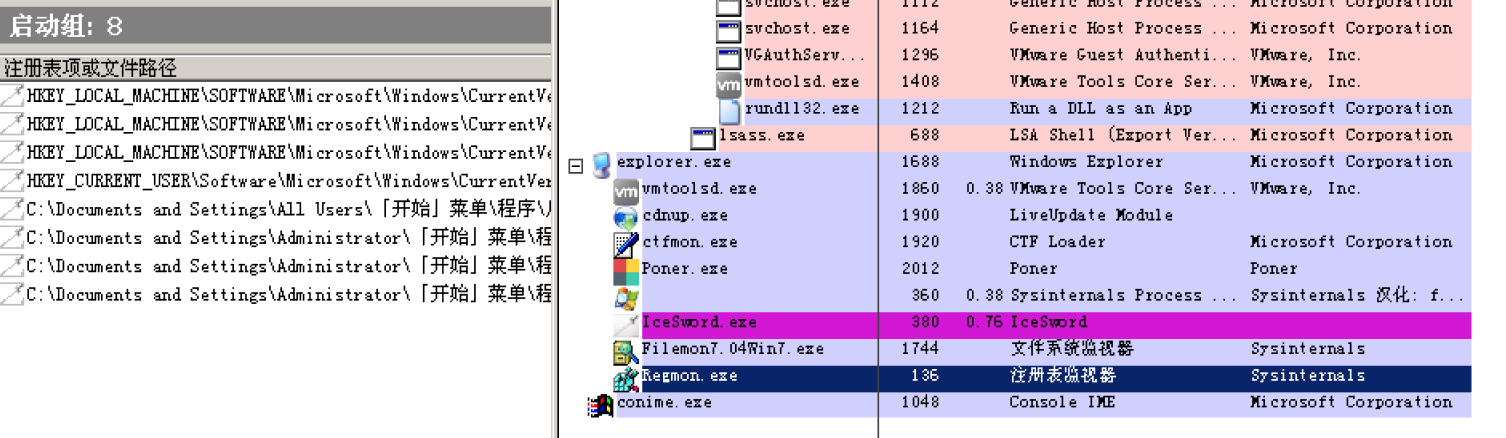 启动组: 8
注册表项或文件路径
HKEY_LOCAL_MACHINE\SOFTWARE\Microsoft\Windows\CurrentVe
HKEY_LOCAL_MACHINE\SOFTWARE\Microsoft\Windows\CurrentVe
HKEY_LOCAL_MACHINE\SOFTWARE\Microsoft\Windows\CurrentVe
HKEY_CURRENT_USER\Software\Microsoft\Windows\CurrentVer
C:\Documents and Settings\All Users\「开始」菜单\程序\
C:\Documents and Settings\Administrator\「开始」菜单\程
C:\Documents and Settings\Administrator\「开始」菜单\程
C:\Documents and Settings\Administrator\「开始」菜单\程
svchost.exe 1112 Generic Host Process ... Microsoft Corporation
svchost.exe 1164 Generic Host Process ... Microsoft Corporation
VGAuthServ... 1296 VMware Guest Authenti... VMware, Inc.
vm vmtoolsd.exe 1408 VMware Tools Core Ser... VMware, Inc.
rundll32.exe 1212 Run a DLL as an App Microsoft Corporation
lsass.exe 688 LSA Shell (Export Ver... Microsoft Corporation
explorer.exe 1688 Windows Explorer Microsoft Corporation
vm vmtoolsd.exe 1860 0.38 VMware Tools Core Ser... VMware, Inc.
cdnup.exe 1900 LiveUpdate Module
ctfmon.exe 1920 CTF Loader Microsoft Corporation
Poner.exe 2012 Poner Poner
360 0.38 Sysinternals Process ... Sysinternals 汉化: f...
IceSword.exe 380 0.76 IceSword
Filemon7.04Win7.exe 1744 文件系统监视器 Sysinternals
Regmon.exe 136 注册表监视器 Sysinternals
conime.exe 1048 Console IME Microsoft Corporation